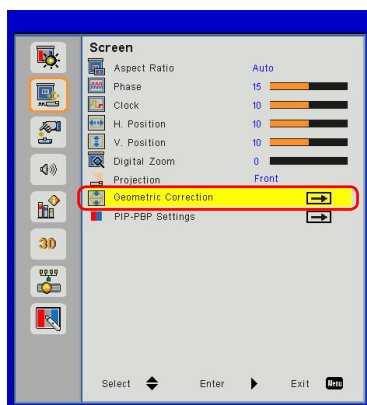 Screen
Aspect Ratio Auto
Phase 15
Clock 10
H. Position 10
V. Position 10
Digital Zoom 0
Projection Front
Geometric Correction
PIP-PBP Settings
3D
Select Enter Exit Menu